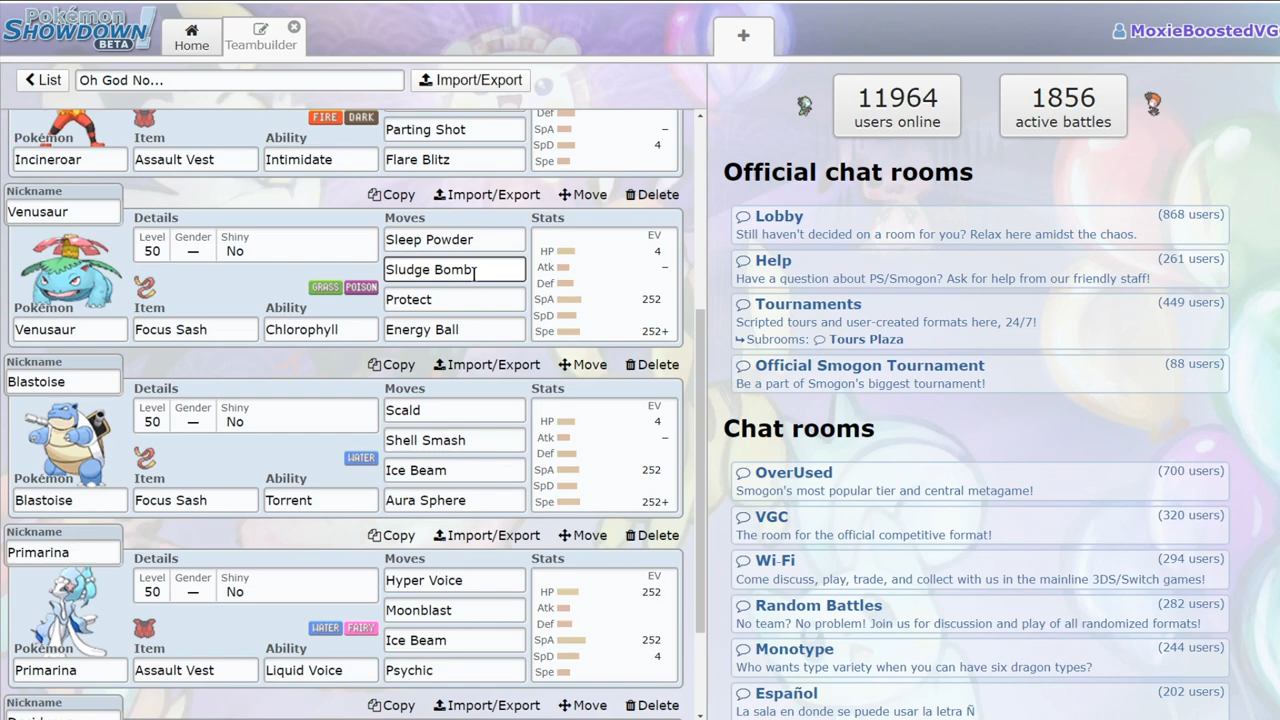 Pokémon
SHOWDOWN!
BETA
Home
Teambuilder
+
MoxieBoostedVG
List
Oh God No...
Import/Export
FIRE DARK
Pokémon
Incineroar
Item
Assault Vest
Ability
Intimidate
Parting Shot
Flare Blitz
Def
SpA –
SpD 4
Spe
Copy Import/Export Move Delete
Nickname
Venusaur
Details
Level
50
Gender
—
Shiny
No
GRASS POISON
Pokémon
Venusaur
Item
Focus Sash
Ability
Chlorophyll
Moves
Sleep Powder
Sludge Bomb
Protect
Energy Ball
Stats
EV
HP 4
Atk –
Def
SpA 252
SpD
Spe 252+
Copy Import/Export Move Delete
Nickname
Blastoise
Details
Level
50
Gender
—
Shiny
No
WATER
Pokémon
Blastoise
Item
Focus Sash
Ability
Torrent
Moves
Scald
Shell Smash
Ice Beam
Aura Sphere
Stats
EV
HP 4
Atk –
Def
SpA 252
SpD
Spe 252+
Copy Import/Export Move Delete
Nickname
Primarina
Details
Level
50
Gender
—
Shiny
No
WATER FAIRY
Pokémon
Primarina
Item
Assault Vest
Ability
Liquid Voice
Moves
Hyper Voice
Moonblast
Ice Beam
Psychic
Stats
EV
HP 252
Atk
Def
SpA 252
SpD 4
Spe
Copy Import/Export Move Delete
Nickname
11964
users online
1856
active battles
Official chat rooms
Lobby (868 users)
Still haven't decided on a room for you? Relax here amidst the chaos.
Help (261 users)
Have a question about PS/Smogon? Ask for help from our friendly staff!
Tournaments (449 users)
Scripted tours and user-created formats here, 24/7!
↳Subrooms: Tours Plaza
Official Smogon Tournament (88 users)
Be a part of Smogon's biggest tournament!
Chat rooms
OverUsed (700 users)
Smogon's most popular tier and central metagame!
VGC (320 users)
The room for the official competitive format!
Wi-Fi (294 users)
Come discuss, play, trade, and collect with us in the mainline 3DS/Switch games!
Random Battles (282 users)
No team? No problem! Join us for discussion and play of all randomized formats!
Monotype (244 users)
Who wants type variety when you can have six dragon types?
Español (202 users)
La sala en donde se puede usar la letra Ñ